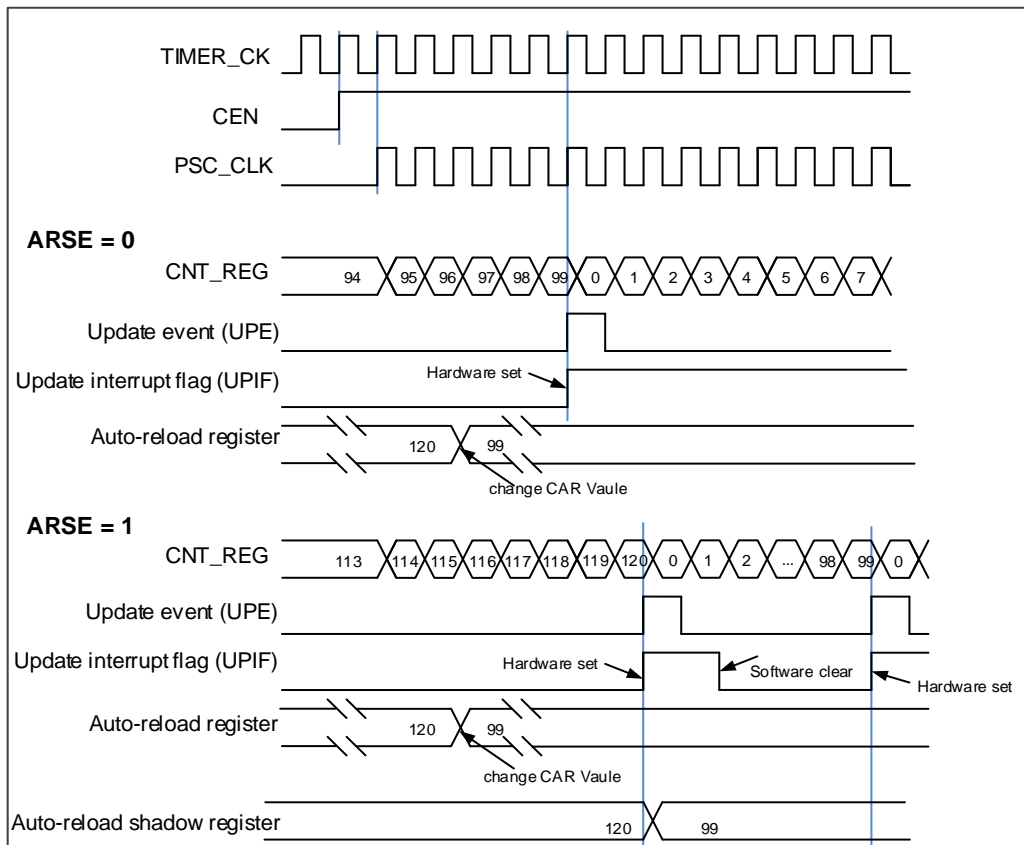 TIMER_CK
CEN
PSC_CLK
ARSE = 0
CNT_REG 94 95 96 97 98 99 0 1 2 3 4 5 6 7
Update event (UPE)
Update interrupt flag (UPIF) Hardware set
Auto-reload register 120 99
change CAR Vaule
ARSE = 1
CNT_REG 113 114 115 116 117 118 119 120 0 1 2 ... 98 99 0
Update event (UPE)
Update interrupt flag (UPIF) Hardware set Software clear Hardware set
Auto-reload register 120 99
change CAR Vaule
Auto-reload shadow register 120 99